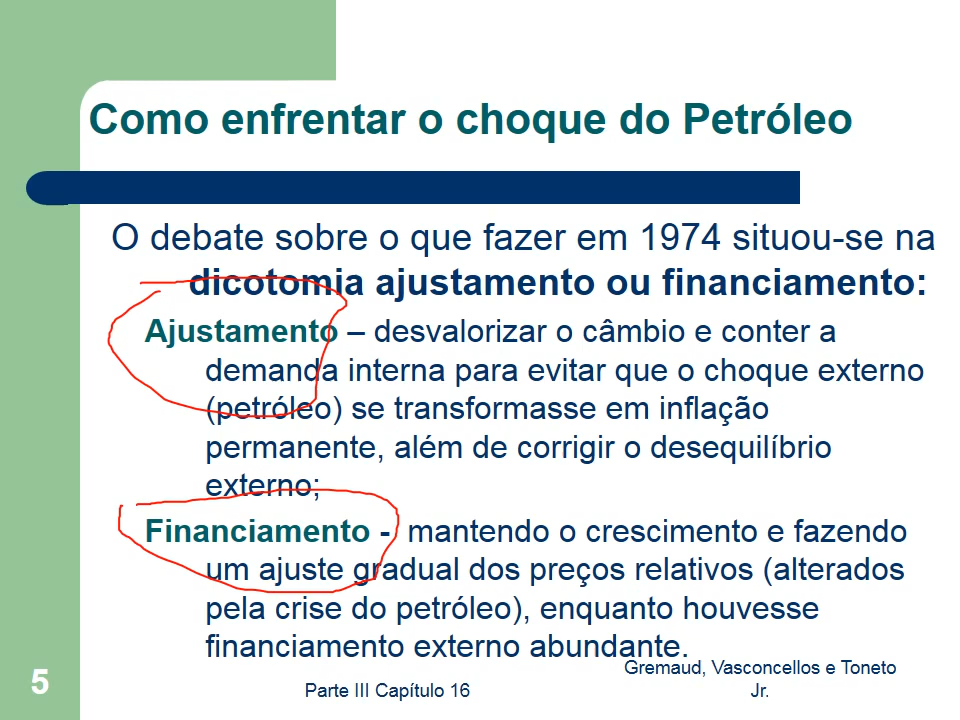 Como enfrentar o choque do Petróleo
O debate sobre o que fazer em 1974 situou-se na
dicotomia ajustamento ou financiamento:
Ajustamento – desvalorizar o câmbio e conter a
demanda interna para evitar que o choque externo
(petróleo) se transformasse em inflação
permanente, além de corrigir o desequilíbrio
externo;
Financiamento - mantendo o crescimento e fazendo
um ajuste gradual dos preços relativos (alterados
pela crise do petróleo), enquanto houvesse
financiamento externo abundante.
5
Parte III Capítulo 16
Gremaud, Vasconcellos e Toneto
Jr.